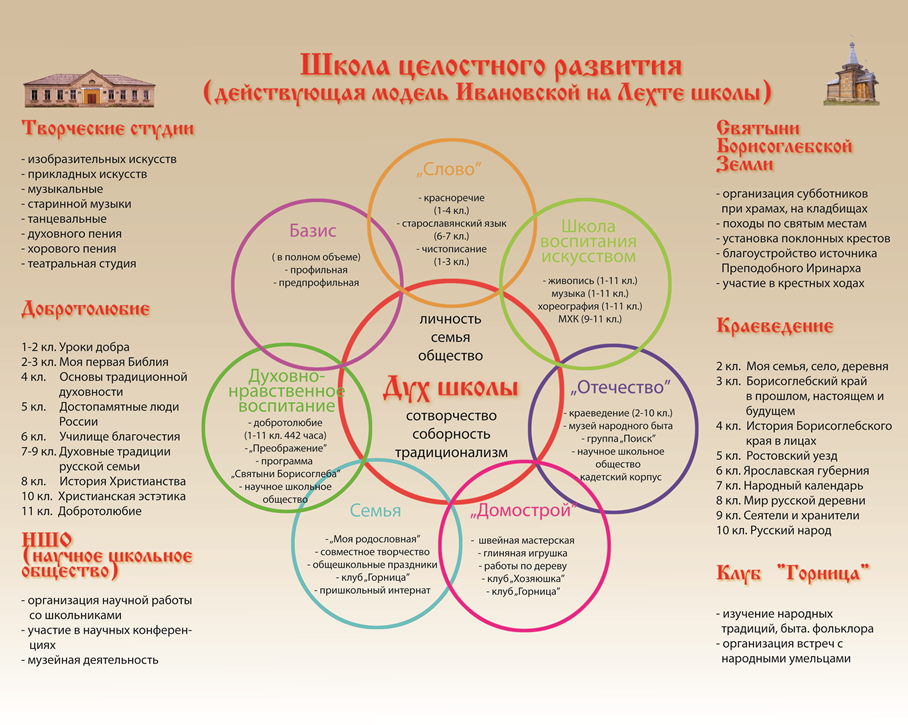 Школа целостного развития
(действующая модель Ивановской на Лехте школы)
Творческие студии
- изобразительных искусств
- прикладных искусств
- музыкальные
- старинной музыки
- танцевальные
- духовного пения
- хорового пения
- театральная студия
Добротолюбие
1-2 кл. Уроки добра
2-3 кл. Моя первая Библия
4 кл. Основы традиционной
духовности
5 кл. Достопамятные люди
России
6 кл. Училище благочестия
7-9 кл. Духовные традиции
русской семьи
8 кл. История Христианства
10 кл. Христианская эстэтика
11 кл. Добротолюбие
НШО
(научное школьное
общество)
- организация научной работы
со школьниками
- участие в научных конферен-
циях
- музейная деятельность
„Слово”
- красноречие
(1-4 кл.)
- старославянский язык
(6-7 кл.)
- чистописание
(1-3 кл.)
Базис
( в полном объеме)
- профильная
- предпрофильная
Школа
воспитания
искусством
- живопись (1-11 кл.)
музыка (1-11 кл.)
хореография (1-11 кл.)
МХК (9-11 кл.)
личность
семья
общество
Дух школы
сотворчество
соборность
традиционализм
Духовно-
нравственное
воспитание
- добротолюбие
(1-11 кл. 442 часа)
- „Преображение”
- программа
„Святыни Борисоглеба”
- научное школьное
общество
„Отечество”
- краеведение (2-10 кл.)
- музей народного быта
- группа „Поиск”
- научное школьное
общество
кадетский корпус
Семья
- „Моя родословная”
- совместное творчество
- общешкольные праздники
- клуб „Горница”
- пришкольный интернат
„Домострой”
- швейная мастерская
- глиняная игрушка
- работы по дереву
- клуб „Хозяюшка”
- клуб „Горница”
Святыни
Борисоглебской
Земли
- организация субботников
при храмах, на кладбищах
- походы по святым местам
- установка поклонных крестов
- благоустройство источника
Преподобного Иринарха
- участие в крестных ходах
Краеведение
2 кл. Моя семья, село, деревня
3 кл. Борисоглебский край
в прошлом, настоящем и
будущем
4 кл. История Борисоглебского
края в лицах
5 кл. Ростовский уезд
6 кл. Ярославская губерния
7 кл. Народный календарь
8 кл. Мир русской деревни
9 кл. Сеятели и хранители
10 кл. Русский народ
Клуб "Горница"
- изучение народных
традиций, быта. фольклора
- организация встреч с
народными умельцами